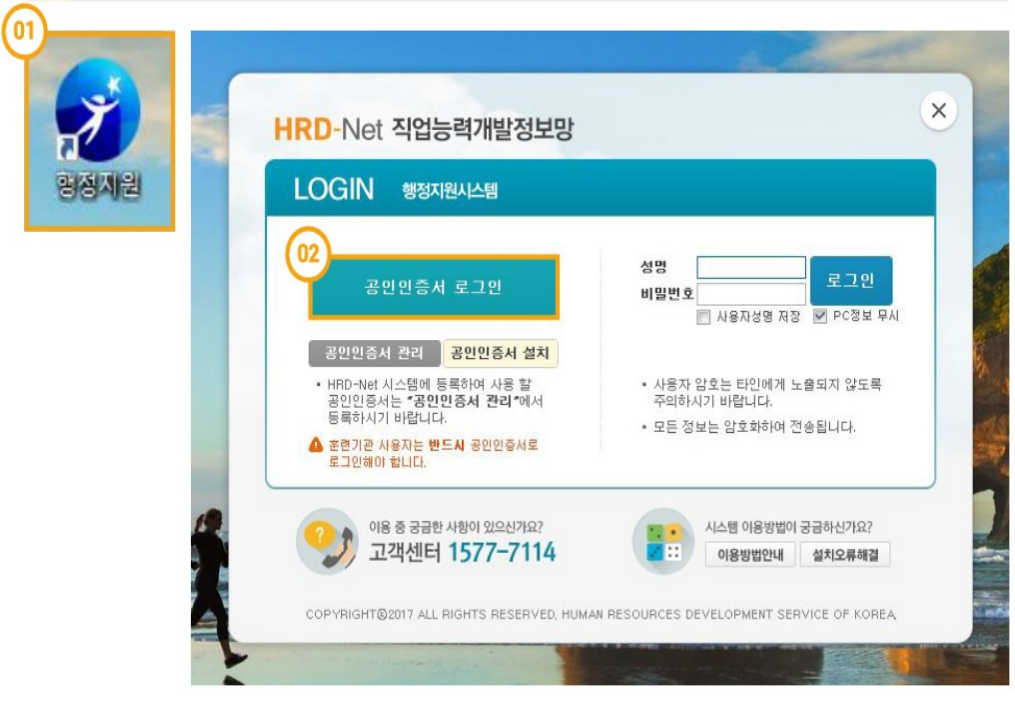 01
행정지원
HRD-Net 직업능력개발정보망
LOGIN 행정지원시스템
02
공인인증서 로그인
성명
비밀번호
로그인
사용자성명 저장 PC정보 무시
공인인증서 관리 공인인증서 설치
• HRD-Net 시스템에 등록하여 사용 할
공인인증서는 "공인인증서 관리"에서
등록하시기 바랍니다.
훈련기관 사용자는 반드시 공인인증서로
로그인해야 합니다.
• 사용자 암호는 타인에게 노출되지 않도록
주의하시기 바랍니다.
• 모든 정보는 암호화하여 전송됩니다.
이용 중 궁금한 사항이 있으신가요?
고객센터 1577-7114
시스템 이용방법이 궁금하신가요?
이용방법안내 설치오류해결
COPYRIGHT©2017 ALL RIGHTS RESERVED, HUMAN RESOURCES DEVELOPMENT SERVICE OF KOREA,